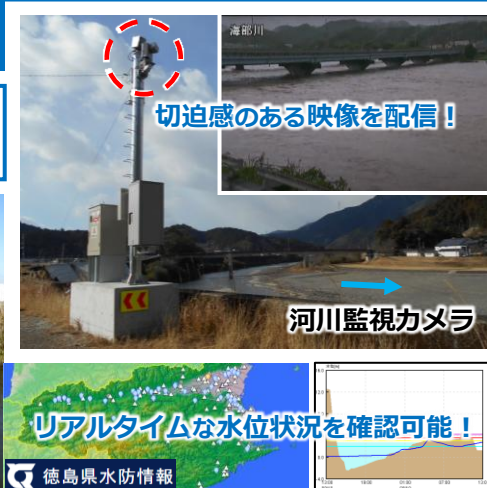 海部川
切迫感のある映像を配信！
河川監視カメラ
リアルタイムな水位状況を確認可能！
徳島県水防情報